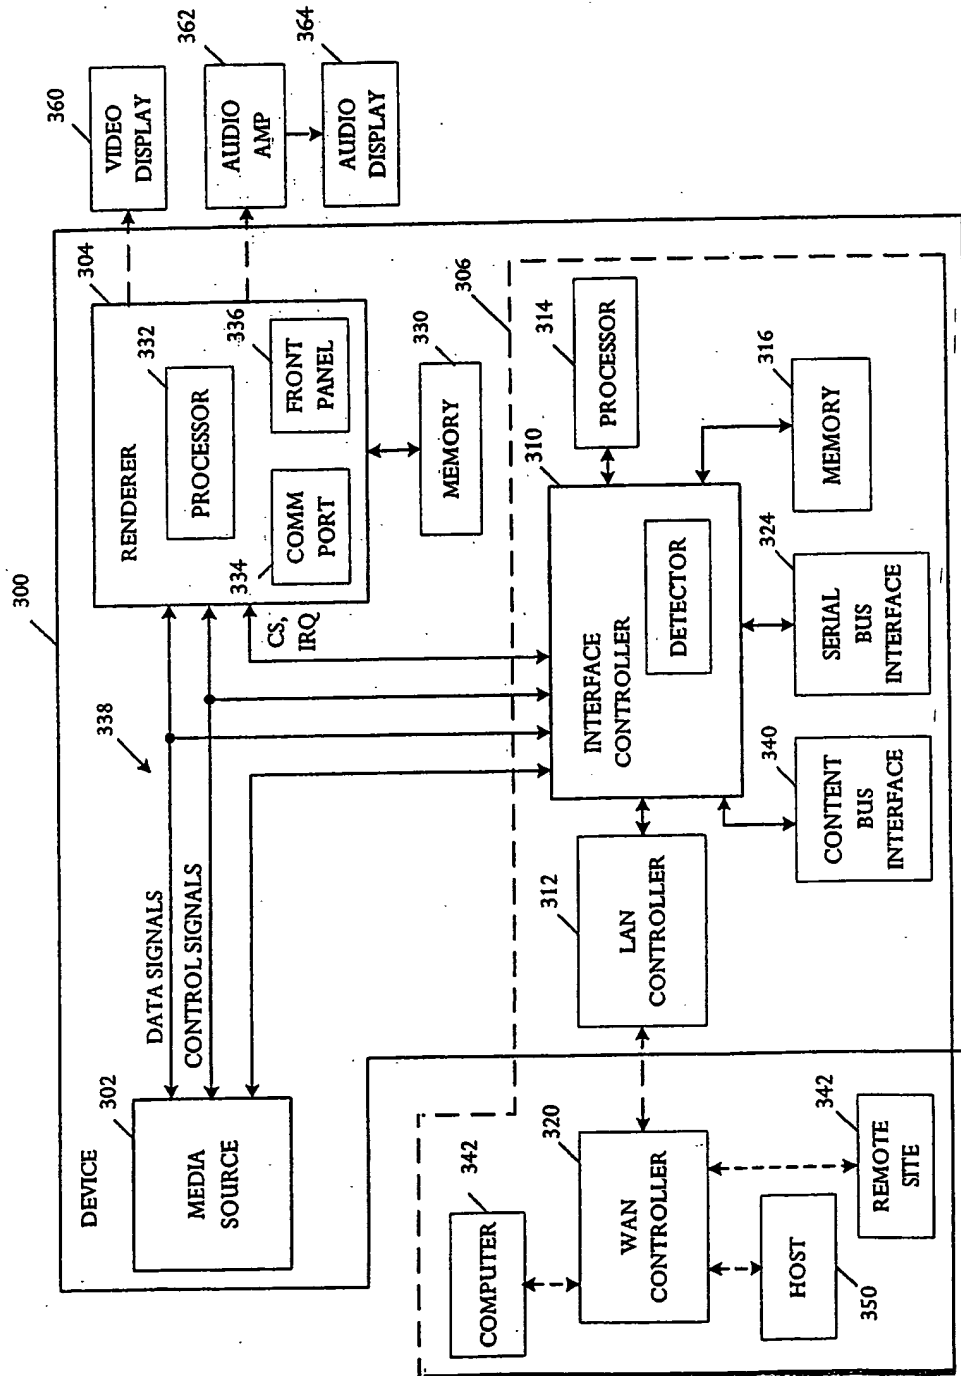 DEVICE
300
302
MEDIA
SOURCE
DATA SIGNALS
CONTROL SIGNALS
338
CS,
IRQ
304
RENDERER
332
PROCESSOR
334
COMM
PORT
336
FRONT
PANEL
330
MEMORY
360
VIDEO
DISPLAY
362
AUDIO
AMP
364
AUDIO
DISPLAY
306
310
INTERFACE
CONTROLLER
DETECTOR
314
PROCESSOR
316
MEMORY
324
SERIAL
BUS
INTERFACE
340
CONTENT
BUS
INTERFACE
312
LAN
CONTROLLER
320
WAN
CONTROLLER
342
COMPUTER
HOST
350
342
REMOTE
SITE